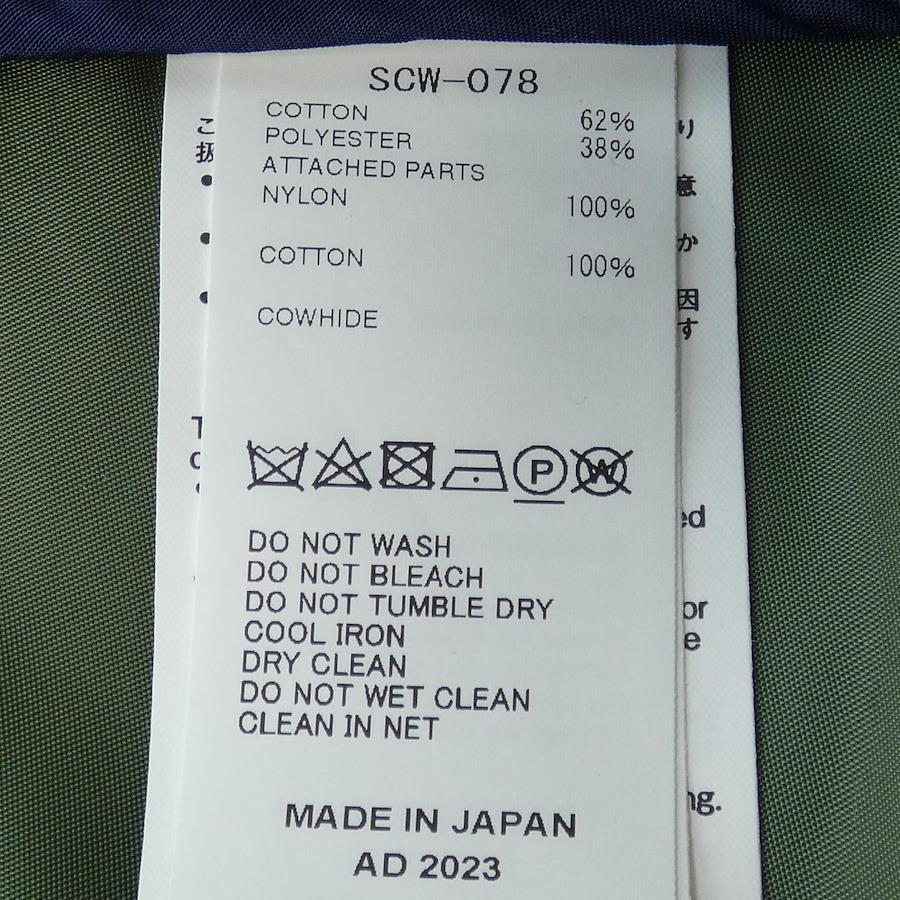 SCW-078
COTTON 62%
POLYESTER 38%
ATTACHED PARTS
NYLON 100%
COTTON 100%
COWHIDE
P
W
DO NOT WASH
DO NOT BLEACH
DO NOT TUMBLE DRY
COOL IRON
DRY CLEAN
DO NOT WET CLEAN
CLEAN IN NET
MADE IN JAPAN
AD 2023